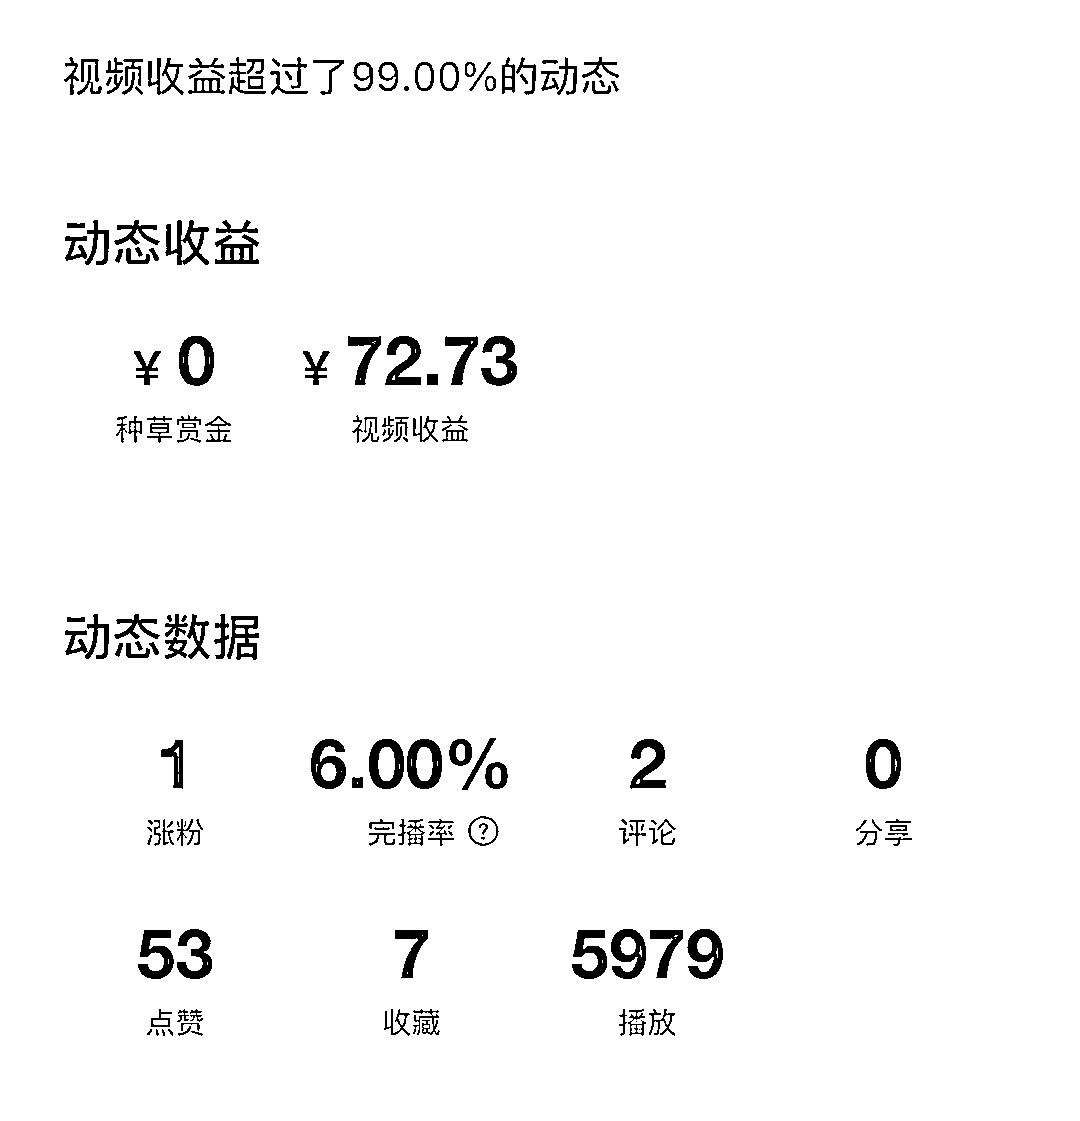 视频收益超过了99.00%的动态
动态收益
¥ 0 ¥ 72.73
种草赏金 视频收益
动态数据
1 6.00% 2 0
涨粉 完播率 ? 评论 分享
53 7 5979
点赞 收藏 播放